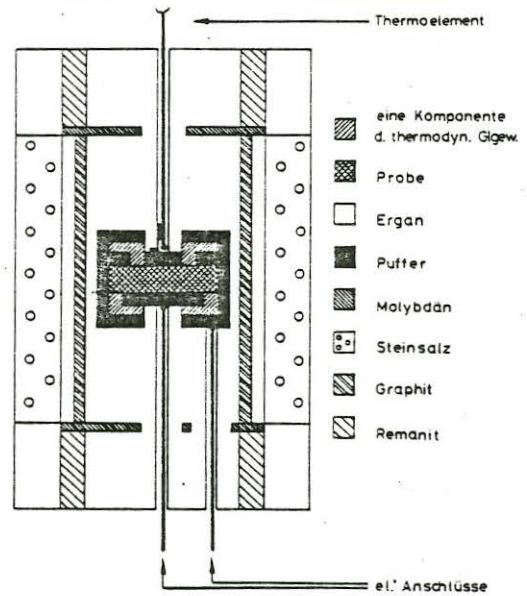 Thermoelement
eine Komponente
d. thermodyn. Glgew.
Probe
Ergan
Puffer
Molybdän
Steinsalz
Graphit
Remanit
el. Anschlüsse